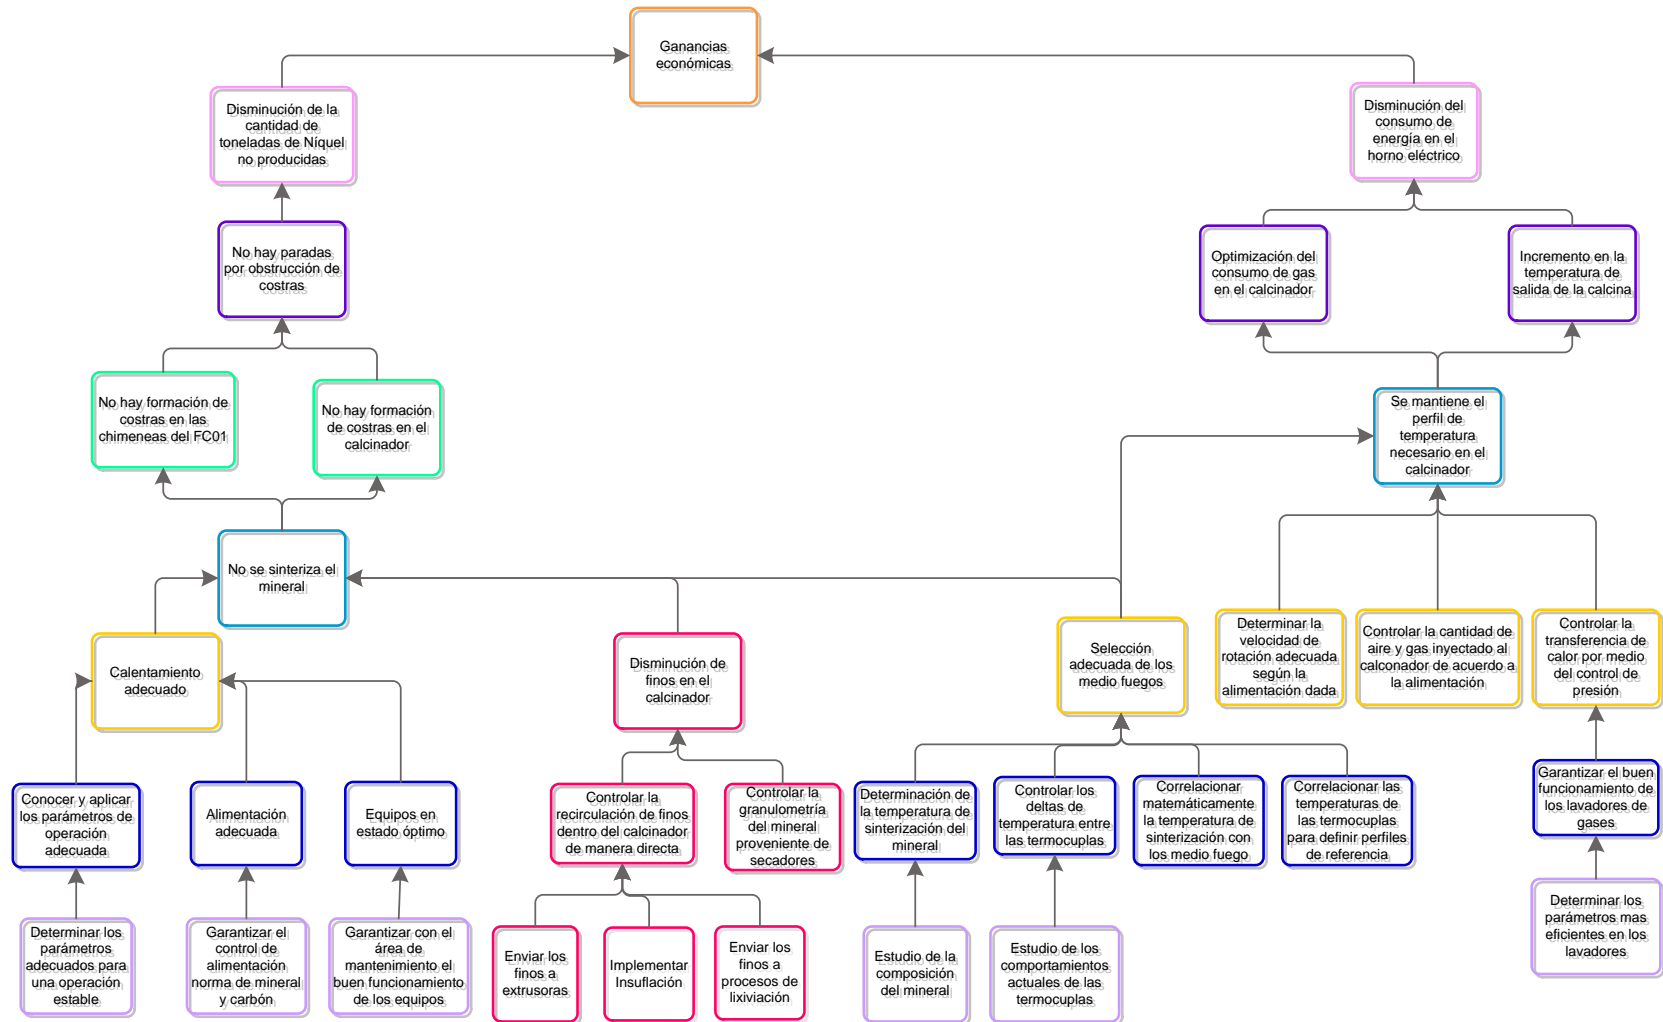 Ganancias
económicas
Disminución de la
cantidad de
toneladas de Níquel
no producidas
Disminución del
consumo de
energía en el
horno eléctrico
No hay paradas
por obstrucción de
costras
Optimización del
consumo de gas
en el calcinador
Incremento en la
temperatura de
salida de la calcina
No hay formación de
costras en las
chimeneas del FC01
No hay formación
de costras en el
calcinador
Se mantiene el
perfil de
temperatura
necesario en el
calcinador
No se sinteriza el
mineral
Calentamiento
adecuado
Disminución de
finos en el
calcinador
Selección
adecuada de los
medio fuegos
Determinar la
velocidad de
rotación adecuada
según la
alimentación dada
Controlar la cantidad de
aire y gas inyectado al
calconador de acuerdo a
la alimentación
Controlar la
transferencia de
calor por medio
del control de
presión
Conocer y aplicar
los parámetros de
operación
adecuada
Alimentación
adecuada
Equipos en
estado óptimo
Controlar la
recirculación de finos
dentro del calcinador
de manera directa
Controlar la
granulometría
del mineral
proveniente de
secadores
Determinación de
la temperatura de
sinterización del
mineral
Controlar los
deltas de
temperatura entre
las termocuplas
Correlacionar
matemáticamente
la temperatura de
sinterización con
los medio fuego
Correlacionar las
temperaturas de
las termocuplas
para definir perfiles
de referencia
Garantizar el buen
funcionamiento de
los lavadores de
gases
Determinar los
parámetros
adecuados para
una operación
estable
Garantizar el
control de
alimentación
norma de mineral
y carbón
Garantizar con el
área de
mantenimiento el
buen funcionamiento
de los equipos
Enviar los
finos a
extrusoras
Implementar
Insuflación
Enviar los
finos a
procesos de
lixiviación
Estudio de la
composición
del mineral
Estudio de los
comportamientos
actuales de las
termocuplas
Determinar los
parámetros mas
eficientes en los
lavadores